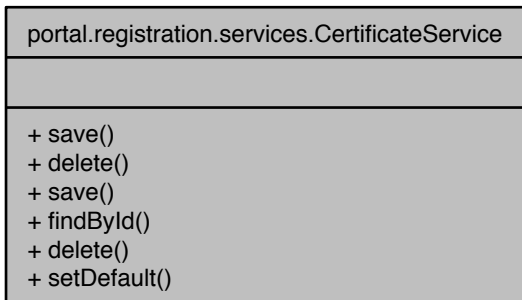 portal.registration.services.CertificateService
+ save()
+ delete()
+ save()
+ findById()
+ delete()
+ setDefault()